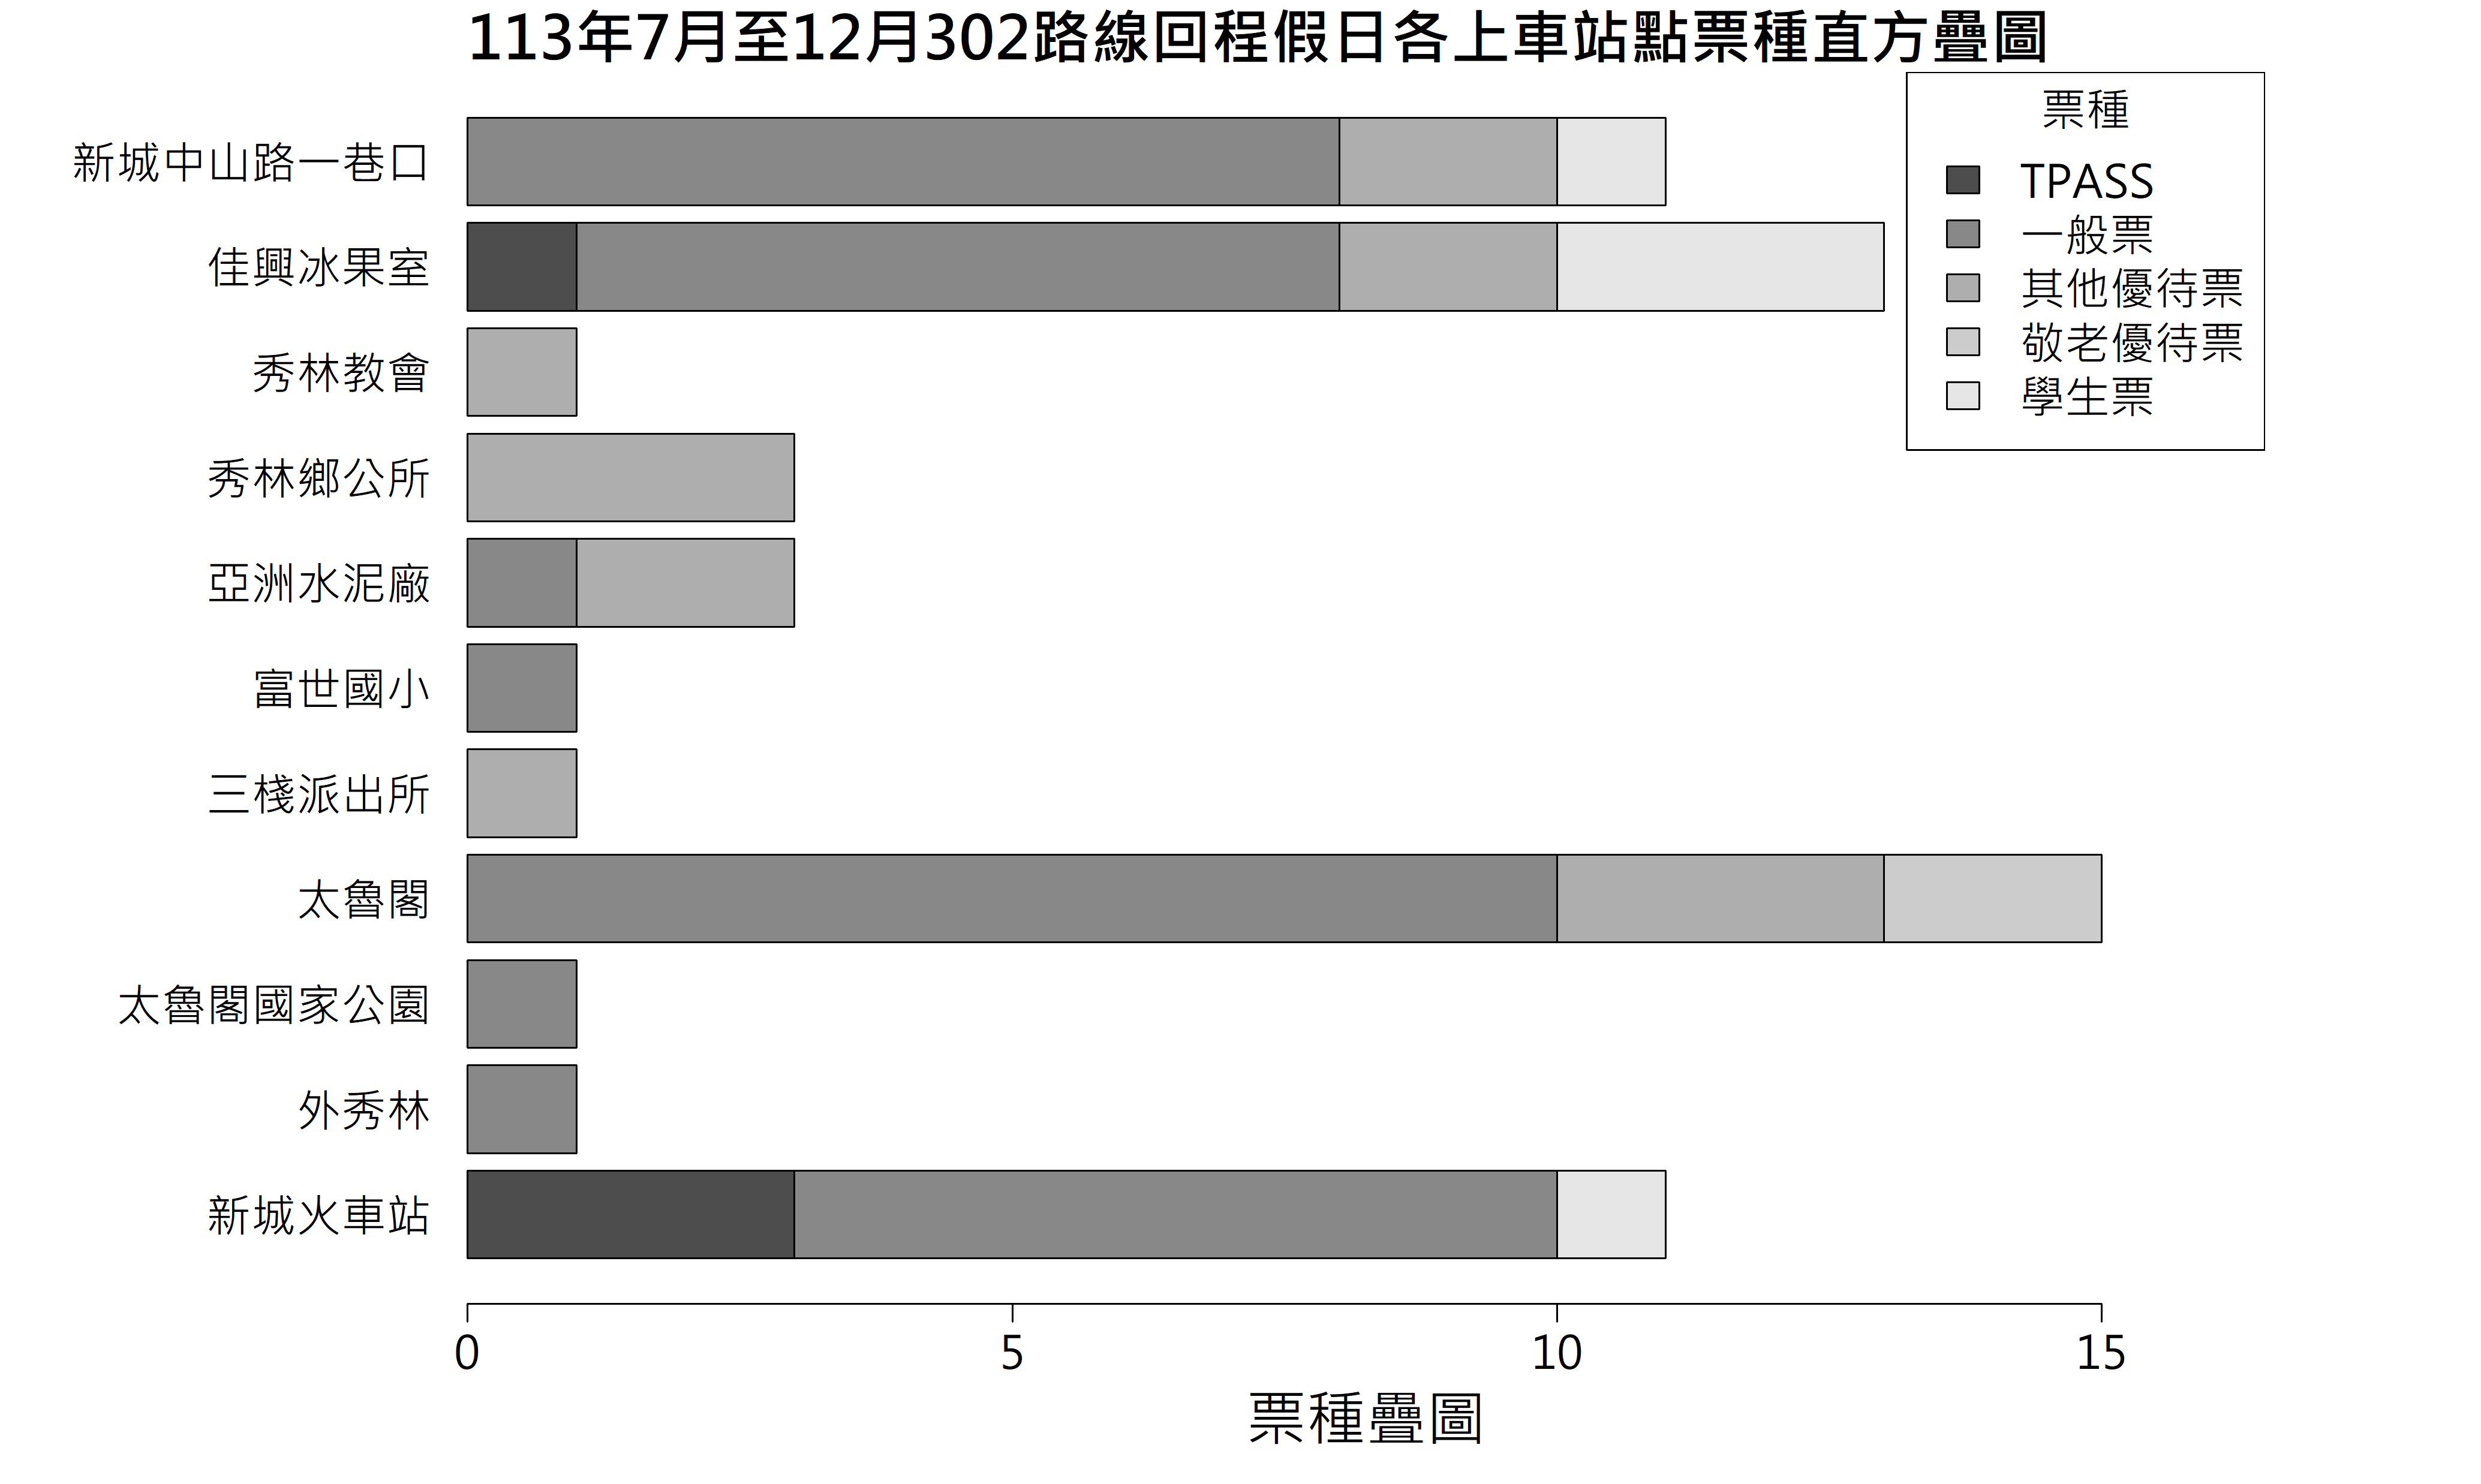 113年7月至12月302路線回程假日各上車站點票種直方疊圖
票種
TPASS
一般票
其他優待票
敬老優待票
學生票
新城中山路一巷口
佳興冰果室
秀林教會
秀林鄉公所
亞洲水泥廠
富世國小
三棧派出所
太魯閣
太魯閣國家公園
外秀林
新城火車站
0 5 10 15
票種疊圖